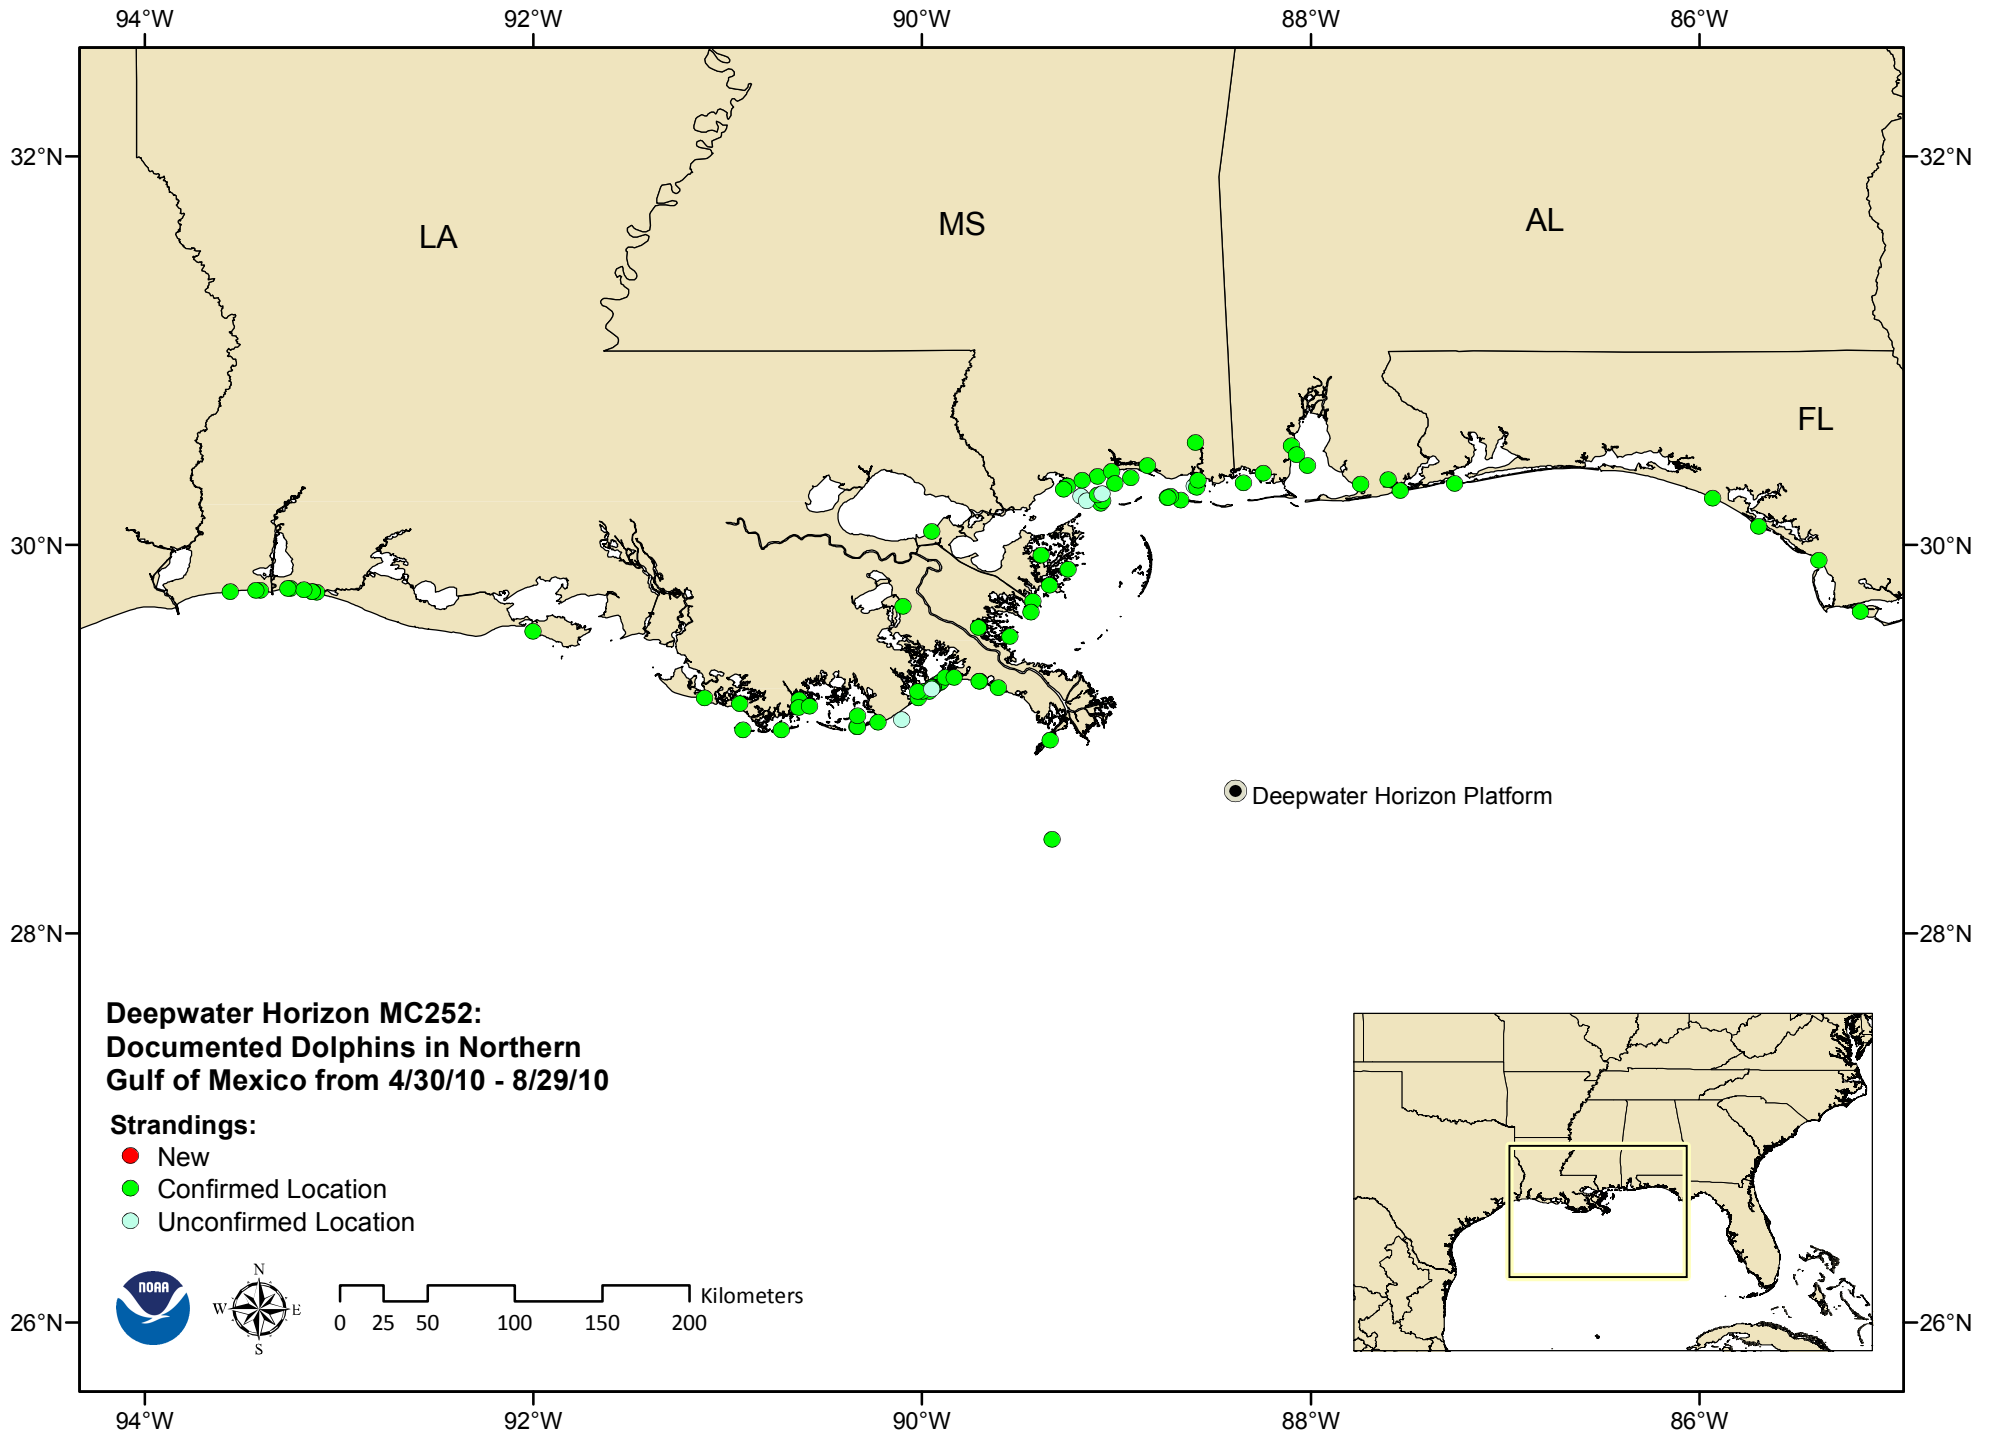 94°W 92°W 90°W 88°W 86°W
32°N 32°N
LA MS AL
FL
30°N 30°N
Deepwater Horizon Platform
28°N 28°N
Deepwater Horizon MC252:
Documented Dolphins in Northern
Gulf of Mexico from 4/30/10 - 8/29/10
Strandings:
New
Confirmed Location
Unconfirmed Location
NOAA
N
W E
S
Kilometers
0 25 50 100 150 200
26°N 26°N
94°W 92°W 90°W 88°W 86°W